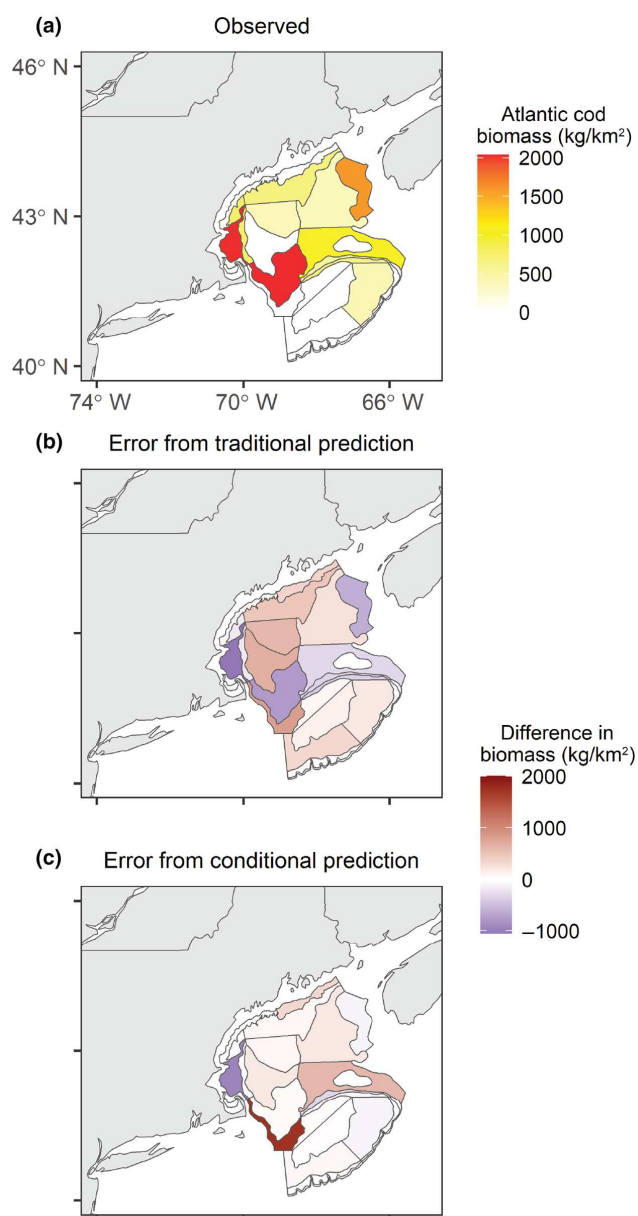 (a) Observed
46° N
43° N
40° N
74° W 70° W 66° W
Atlantic cod
biomass (kg/km²)
2000
1500
1000
500
0
(b) Error from traditional prediction
Difference in
biomass (kg/km²)
2000
1000
0
−1000
(c) Error from conditional prediction